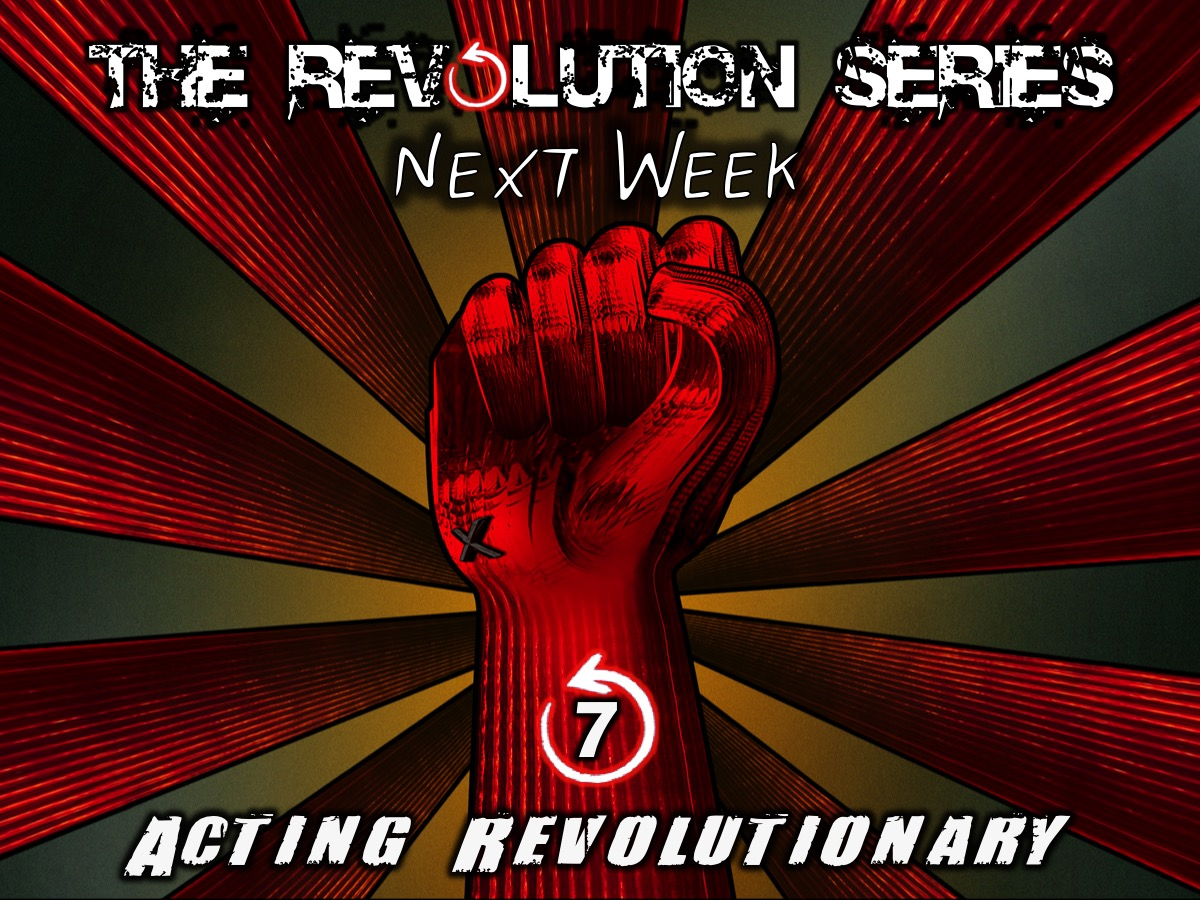 THE REVOLUTION SERIES
NEXT WEEK
X
7
ACTING REVOLUTIONARY